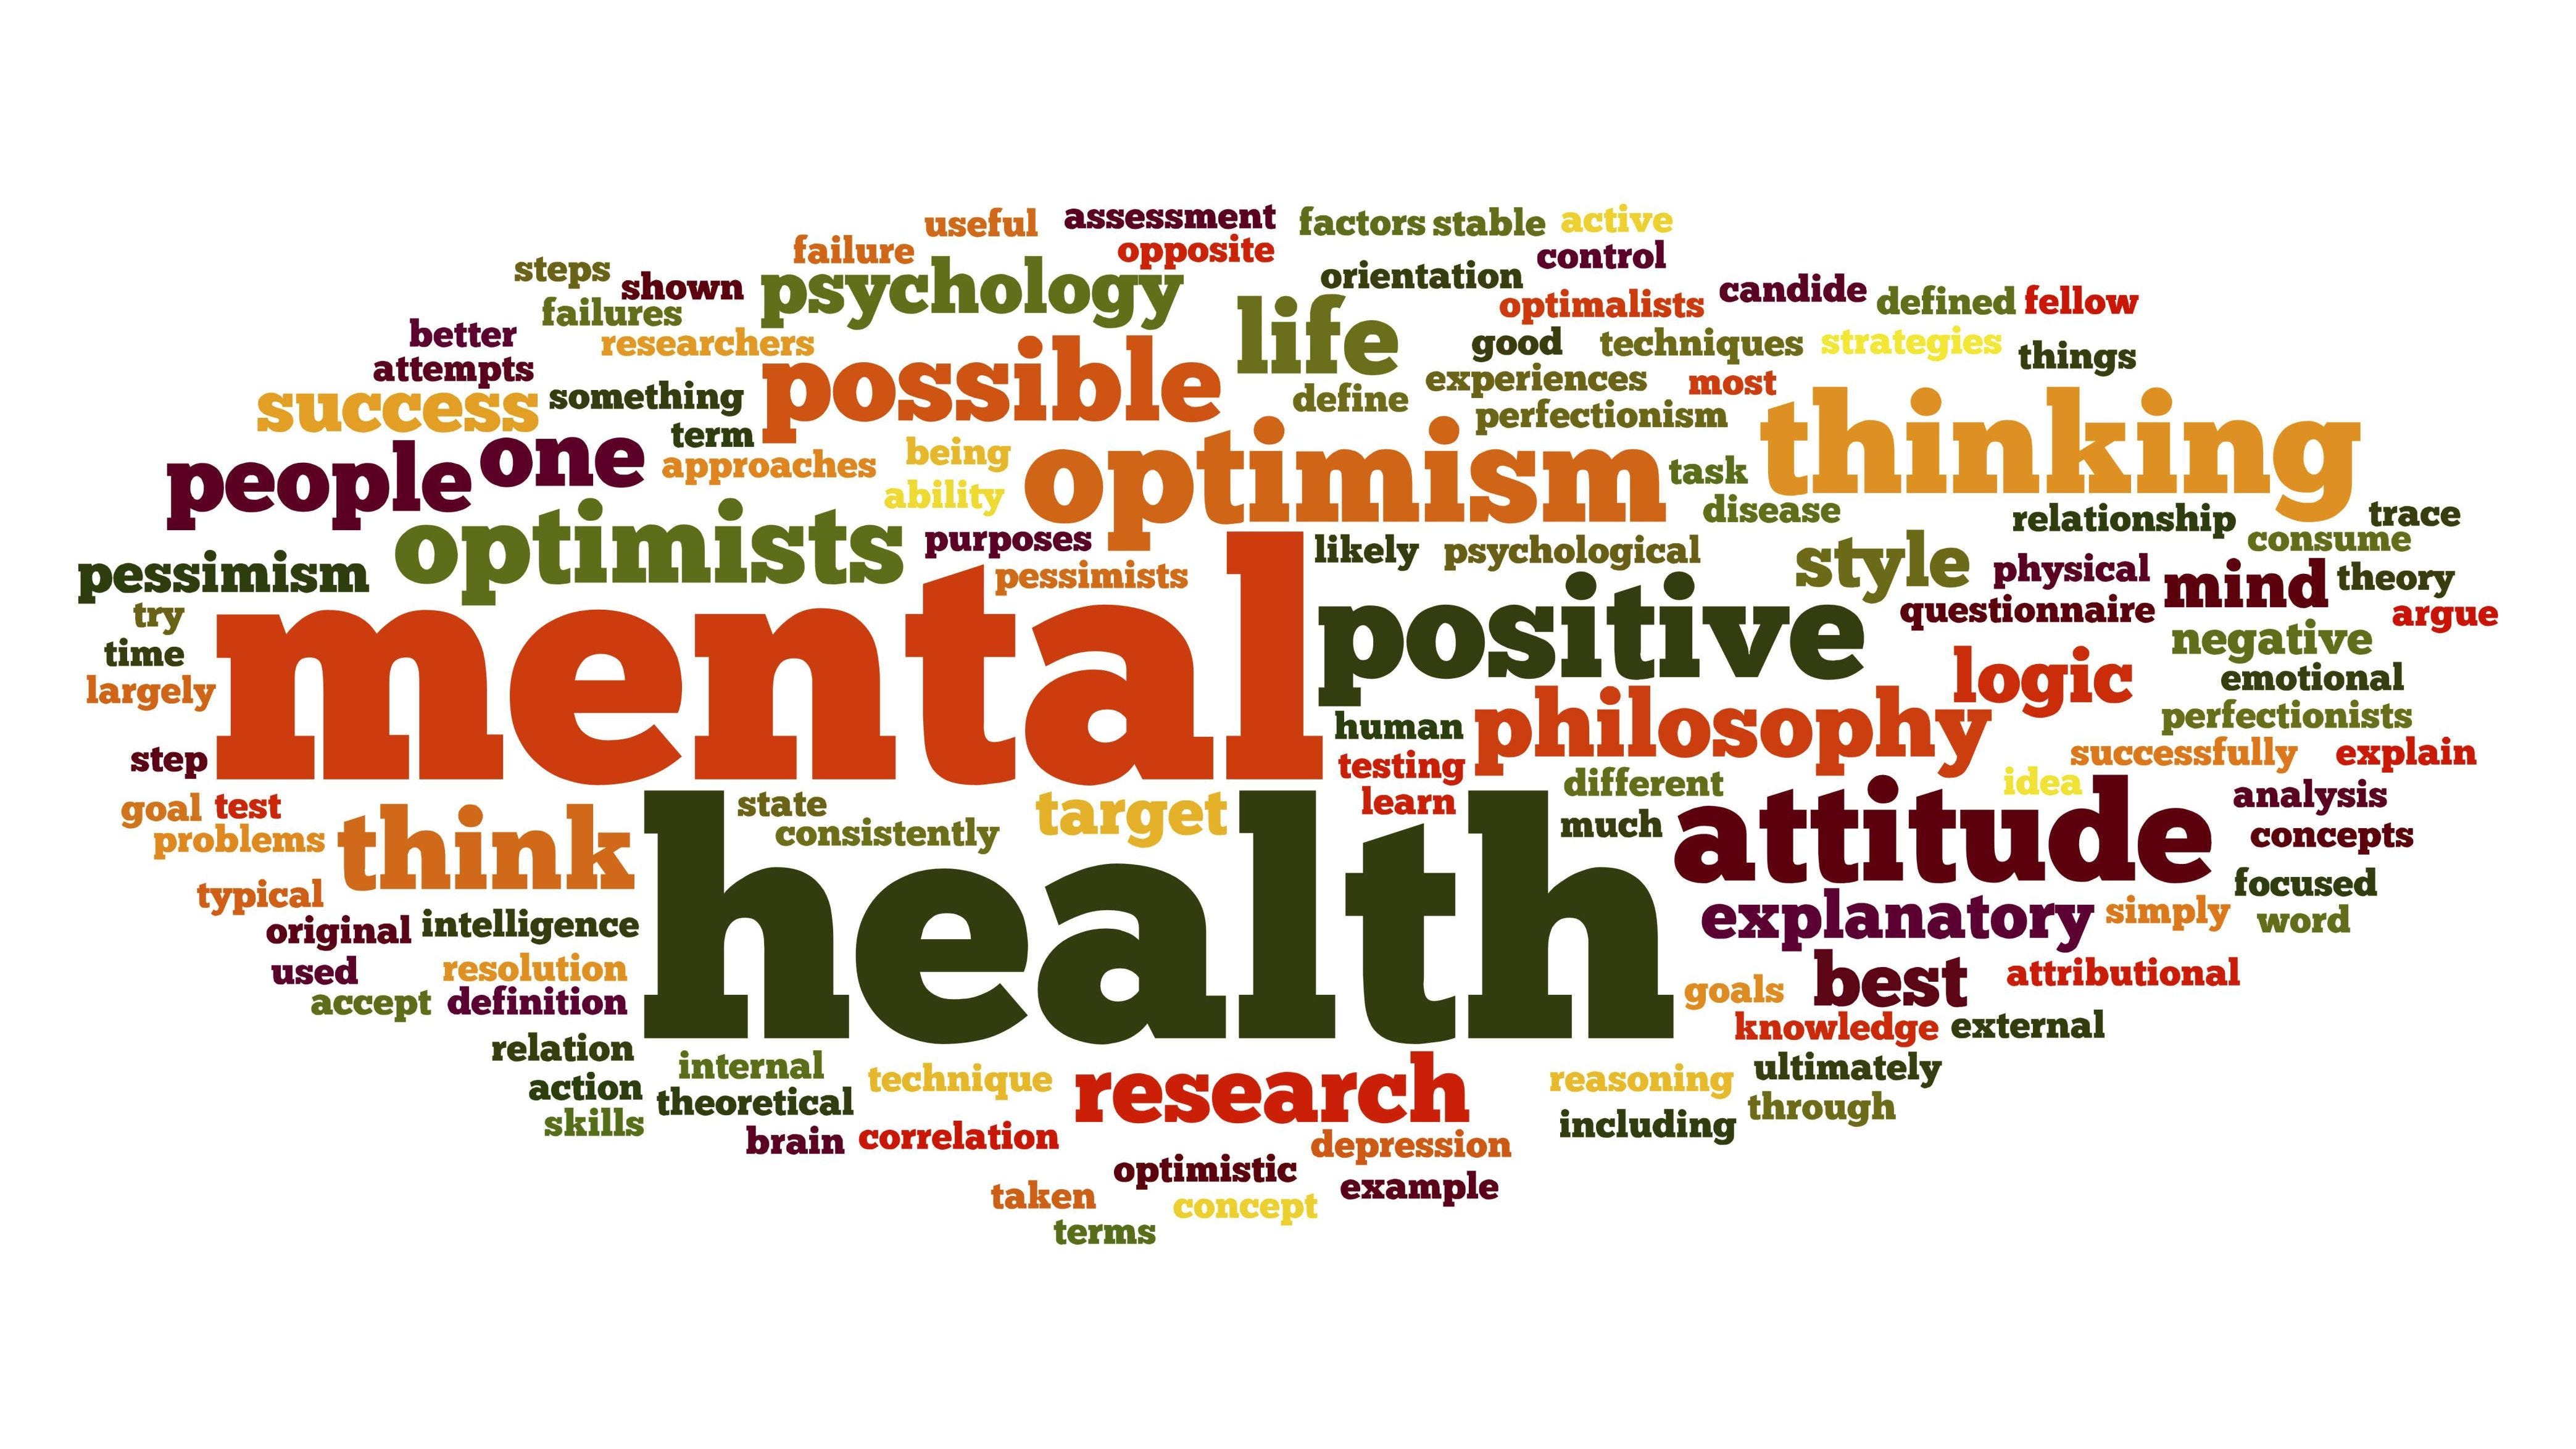 useful
assessment
factors
stable
active
failure
opposite
control
steps
shown
psychology
orientation
optimalists
candide
defined
fellow
failures
better
researchers
life
good
techniques
strategies
things
attempts
possible
experiences
most
success
something
define
perfectionism
thinking
people
one
term
approaches
being
optimism
task
ability
disease
relationship
trace
optimists
purposes
likely
psychological
style
consume
pessimism
pessimists
physical
mind
theory
try
mental
positive
questionnaire
argue
time
negative
largely
logic
emotional
human
philosophy
perfectionists
step
testing
successfully
explain
goal
test
state
target
learn
different
idea
analysis
problems
think
consistently
much
attitude
concepts
typical
health
focused
original
intelligence
explanatory
simply
word
used
resolution
best
attributional
accept
definition
goals
knowledge
external
relation
internal
technique
research
reasoning
ultimately
action
theoretical
through
skills
brain
correlation
depression
including
optimistic
taken
concept
example
terms